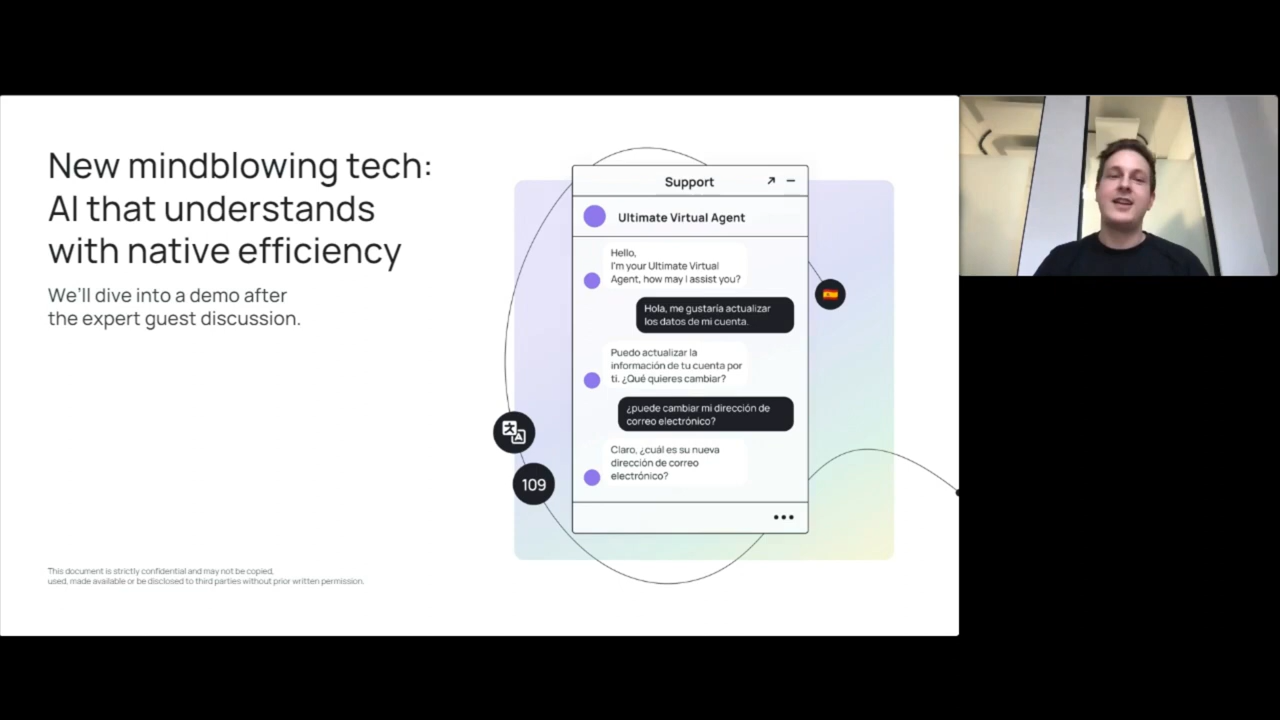 New mindblowing tech:
AI that understands
with native efficiency
We'll dive into a demo after
the expert guest discussion.
Support
Ultimate Virtual Agent
Hello,
I'm your Ultimate Virtual
Agent, how may I assist you?
Hola, me gustaría actualizar
los datos de mi cuenta.
Puedo actualizar la
información de tu cuenta por
ti. ¿Qué quieres cambiar?
¿puede cambiar mi dirección de
correo electrónico?
Claro, ¿cuál es su nueva
dirección de correo
electrónico?
109
This document is strictly confidential and may not be copied,
used, made available or be disclosed to third parties without prior written permission.